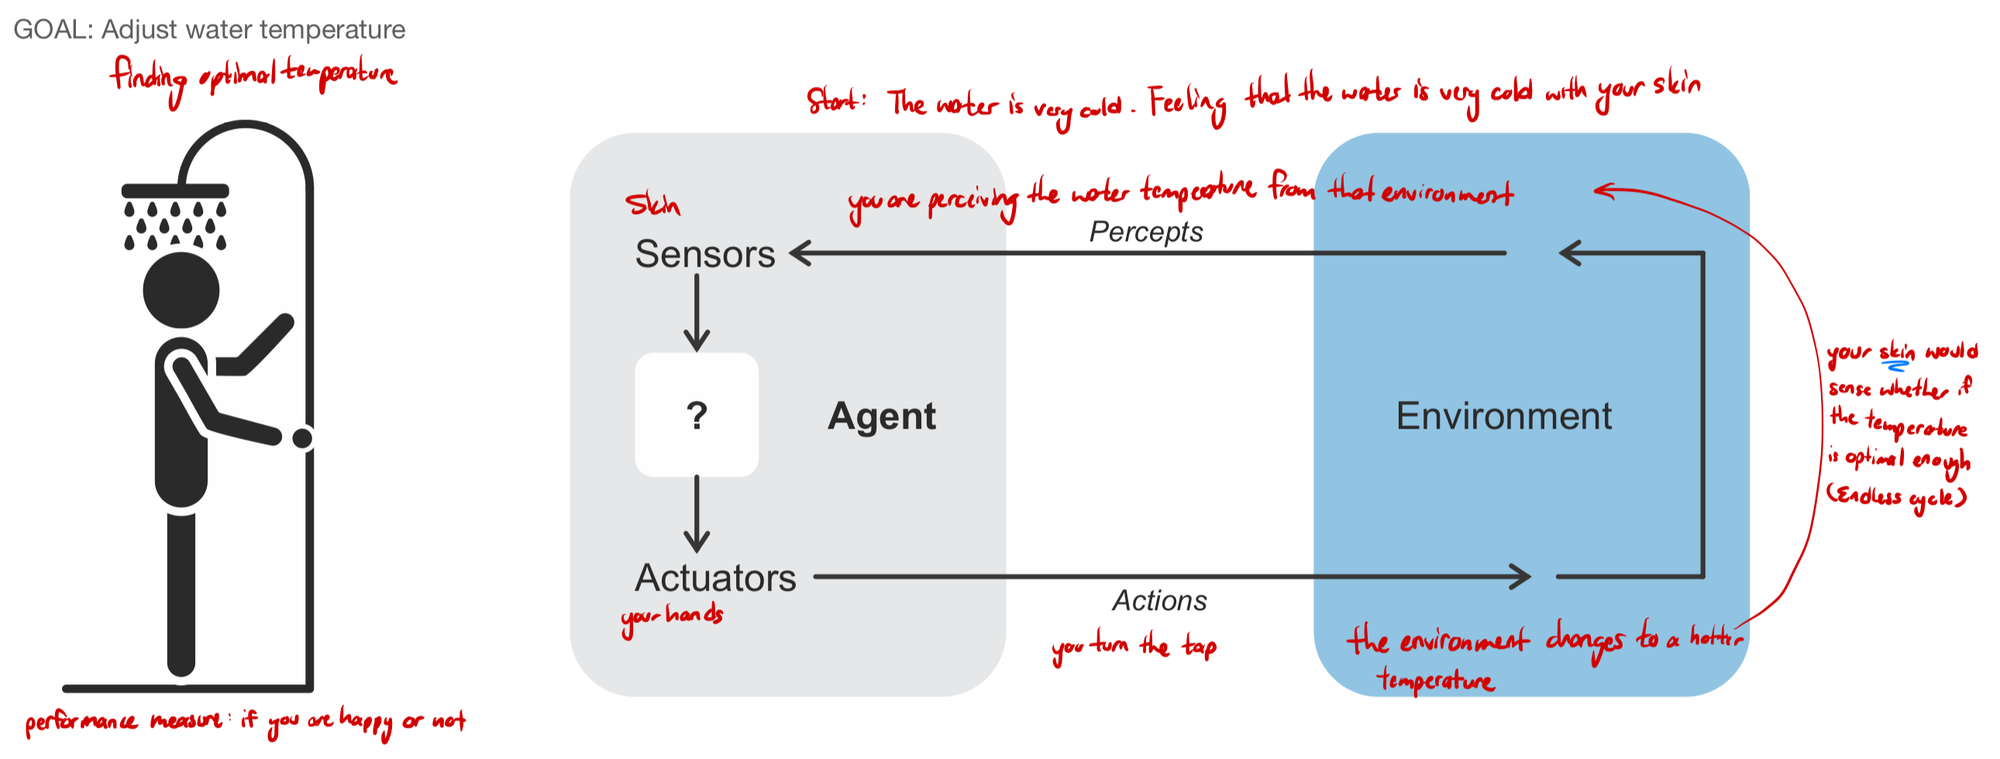 GOAL: Adjust water temperature
finding optimal temperature
Start: The water is very cold. Feeling that the water is very cold with your skin
Skin
you are perceiving the water temperature from that environment
Percepts
Sensors
?
Agent
Environment
your skin would
sense whether if
the temperature
is optimal enough
(Endless cycle)
Actuators
your hands
Actions
you turn the tap
the environment changes to a hotter
temperature
performance measure: if you are happy or not